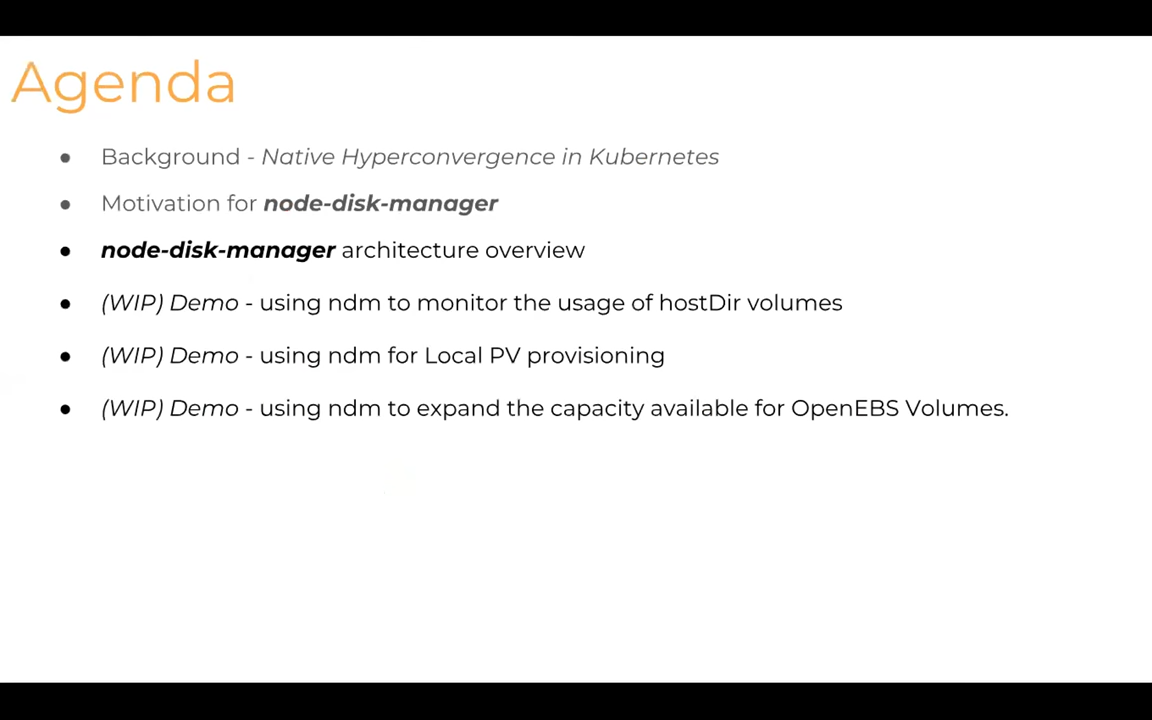 Agenda
● Background - Native Hyperconvergence in Kubernetes
● Motivation for node-disk-manager
● node-disk-manager architecture overview
● (WIP) Demo - using ndm to monitor the usage of hostDir volumes
● (WIP) Demo - using ndm for Local PV provisioning
● (WIP) Demo - using ndm to expand the capacity available for OpenEBS Volumes.